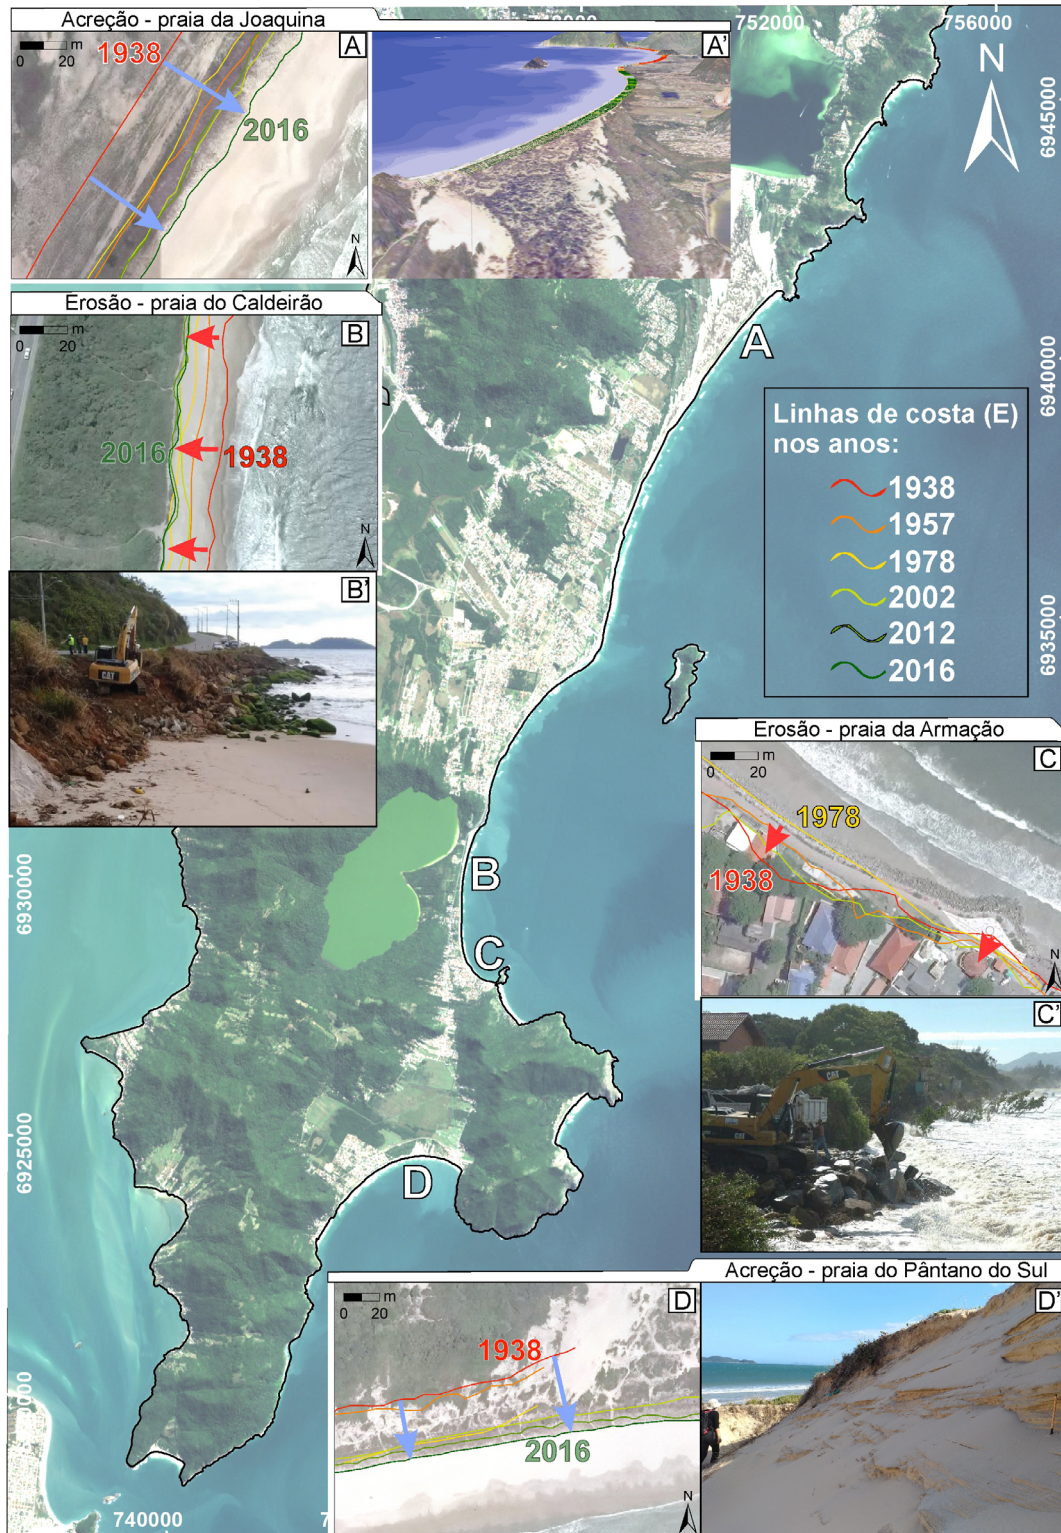 Acreção - praia da Joaquina
752000
756000
A
m
0 20
1938
2016
N
A'
N
6945000
Erosão - praia do Caldeirão
B
m
0 20
2016
1938
N
A
6940000
Linhas de costa (E)
nos anos:
1938
1957
1978
2002
2012
2016
B'
CAT
6935000
Erosão - praia da Armação
C
m
0 20
1978
1938
N
6930000
B
C
C'
CAT
6925000
D
Acreção - praia do Pântano do Sul
D
m
0 20
1938
2016
N
D'
740000